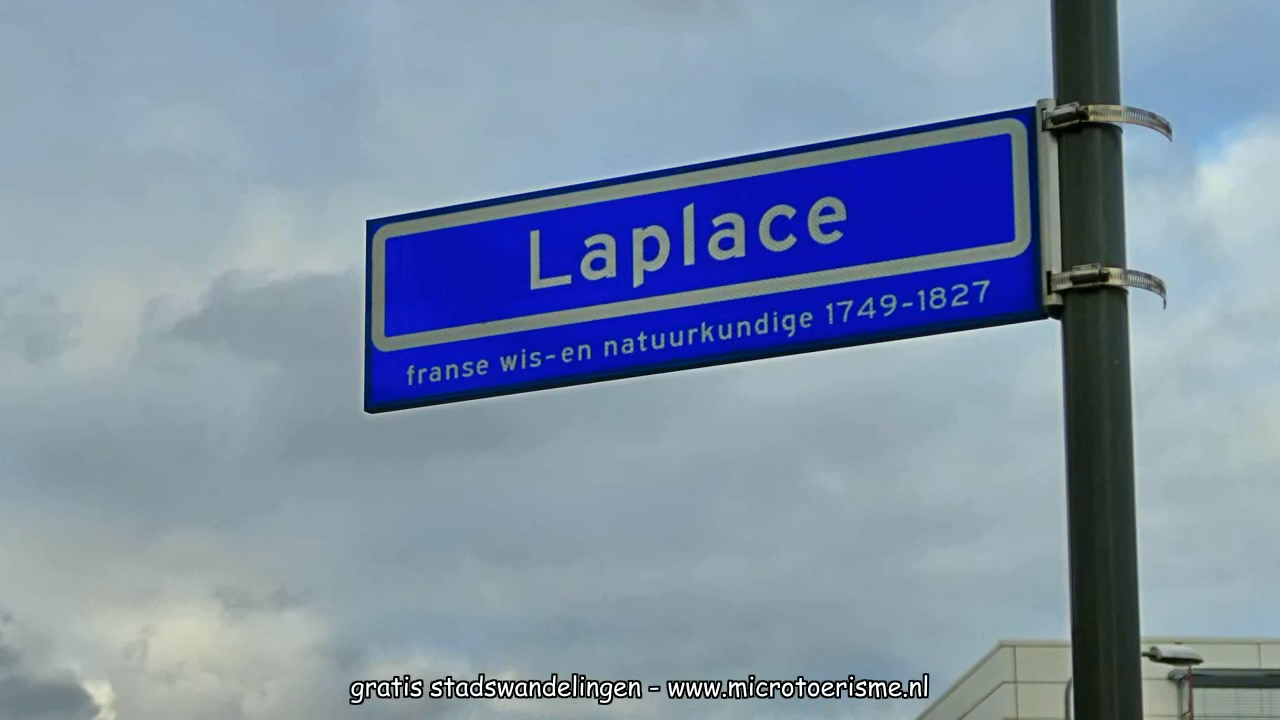 Laplace
franse wis-en natuurkundige 1749-1827
gratis stadswandelingen - www.microtoerisme.nl